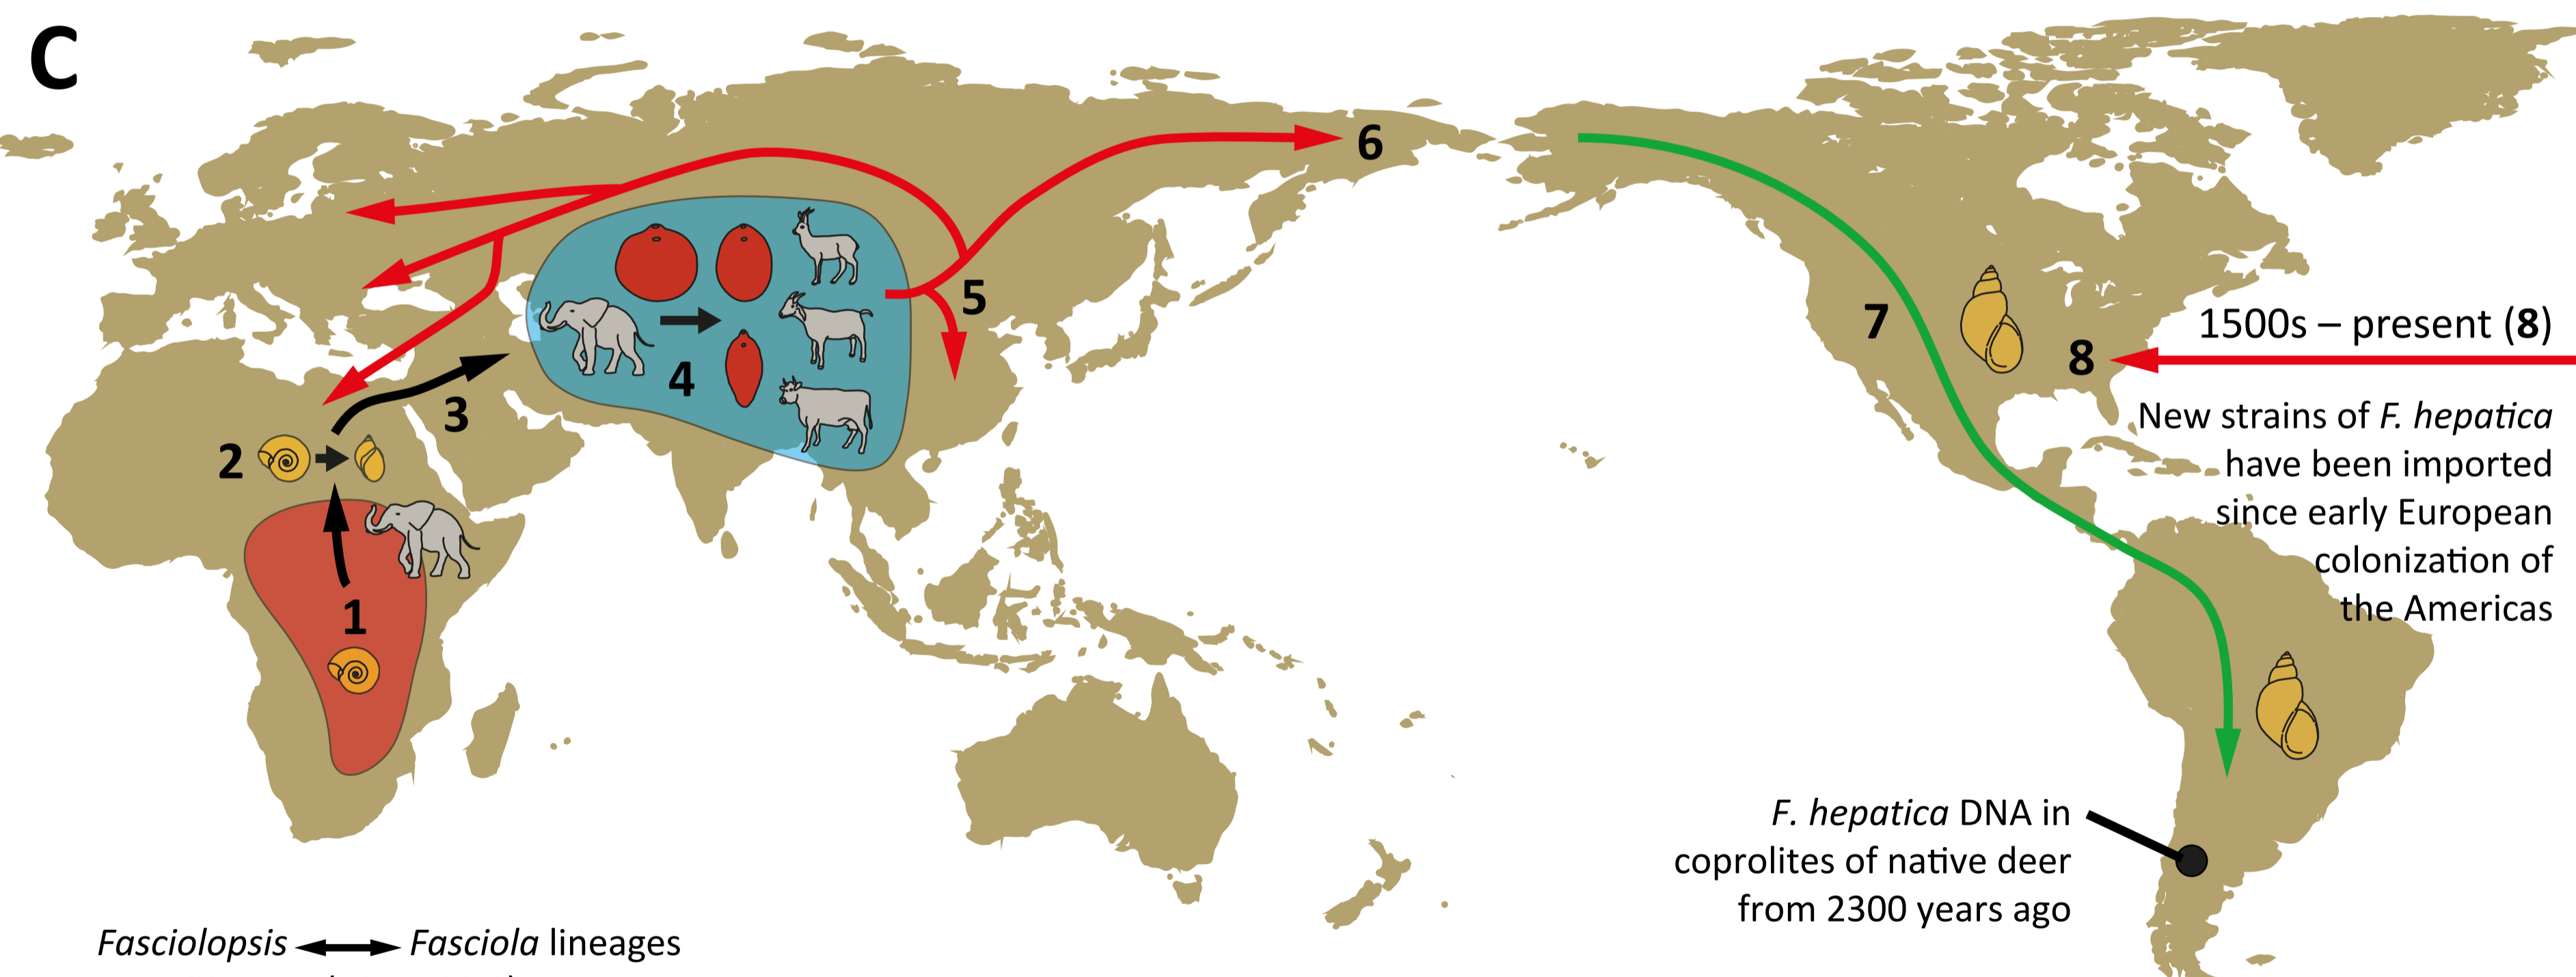 C
6
5
7
1500s – present (8)
8
4
3
New strains of F. hepatica
have been imported
since early European
colonization of
the Americas
2
1
F. hepatica DNA in
coprolites of native deer
from 2300 years ago
Fasciolopsis Fasciola lineages